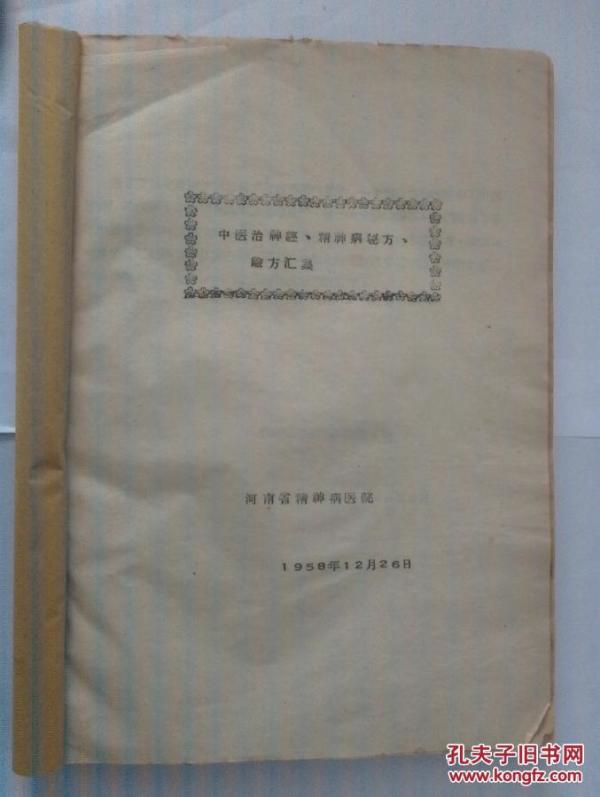 中医治神經、精神病秘方、
驗方汇集
河南省精神病医院
1958年12月26日
孔夫子旧书网
www.kongfz.com